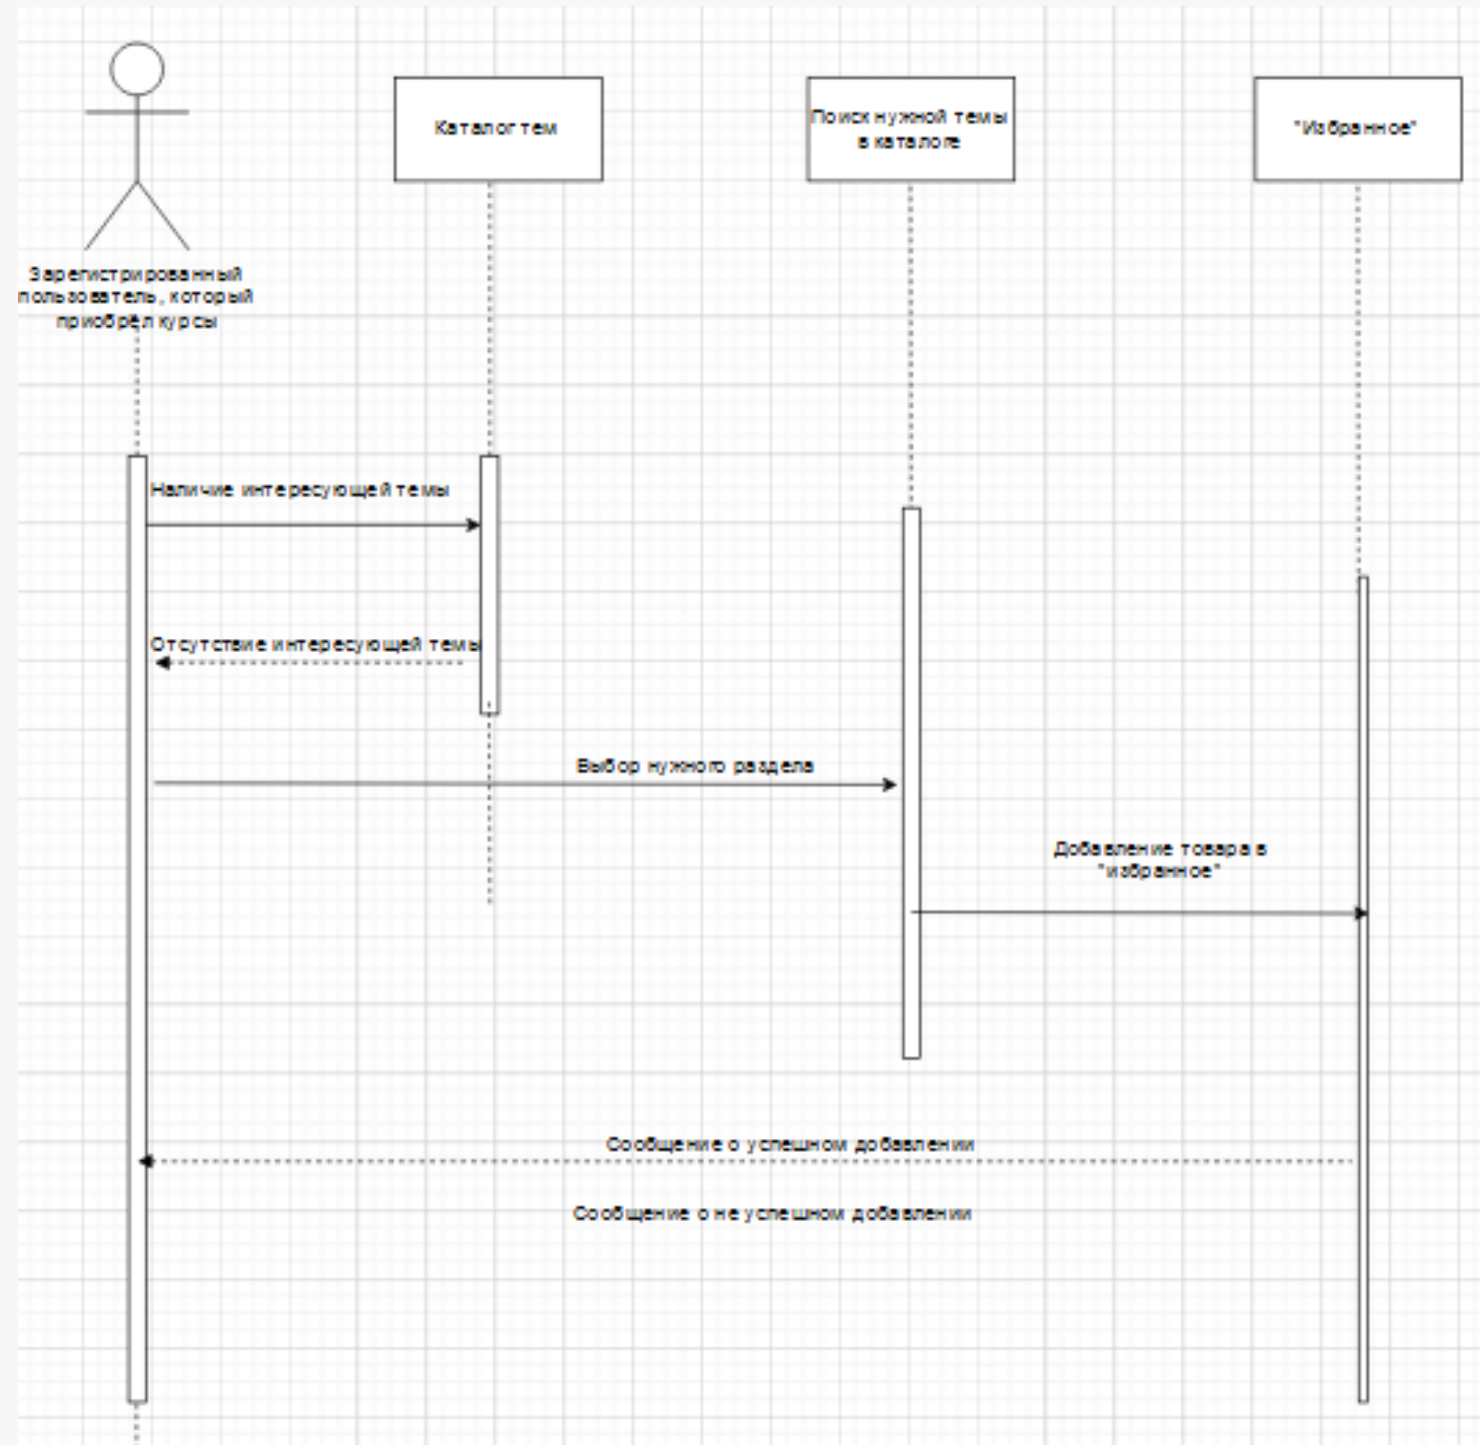 Каталог тем
Поиск нужной темы
в каталоге
"Избранное"
Зарегистрированный
пользователь, который
приобрёл курсы
Наличие интересующей темы
Отсутствие интересующей темы
Выбор нужного раздела
Добавление товара в
"избранное"
Сообщение о успешном добавлении
Сообщение о не успешном добавлении